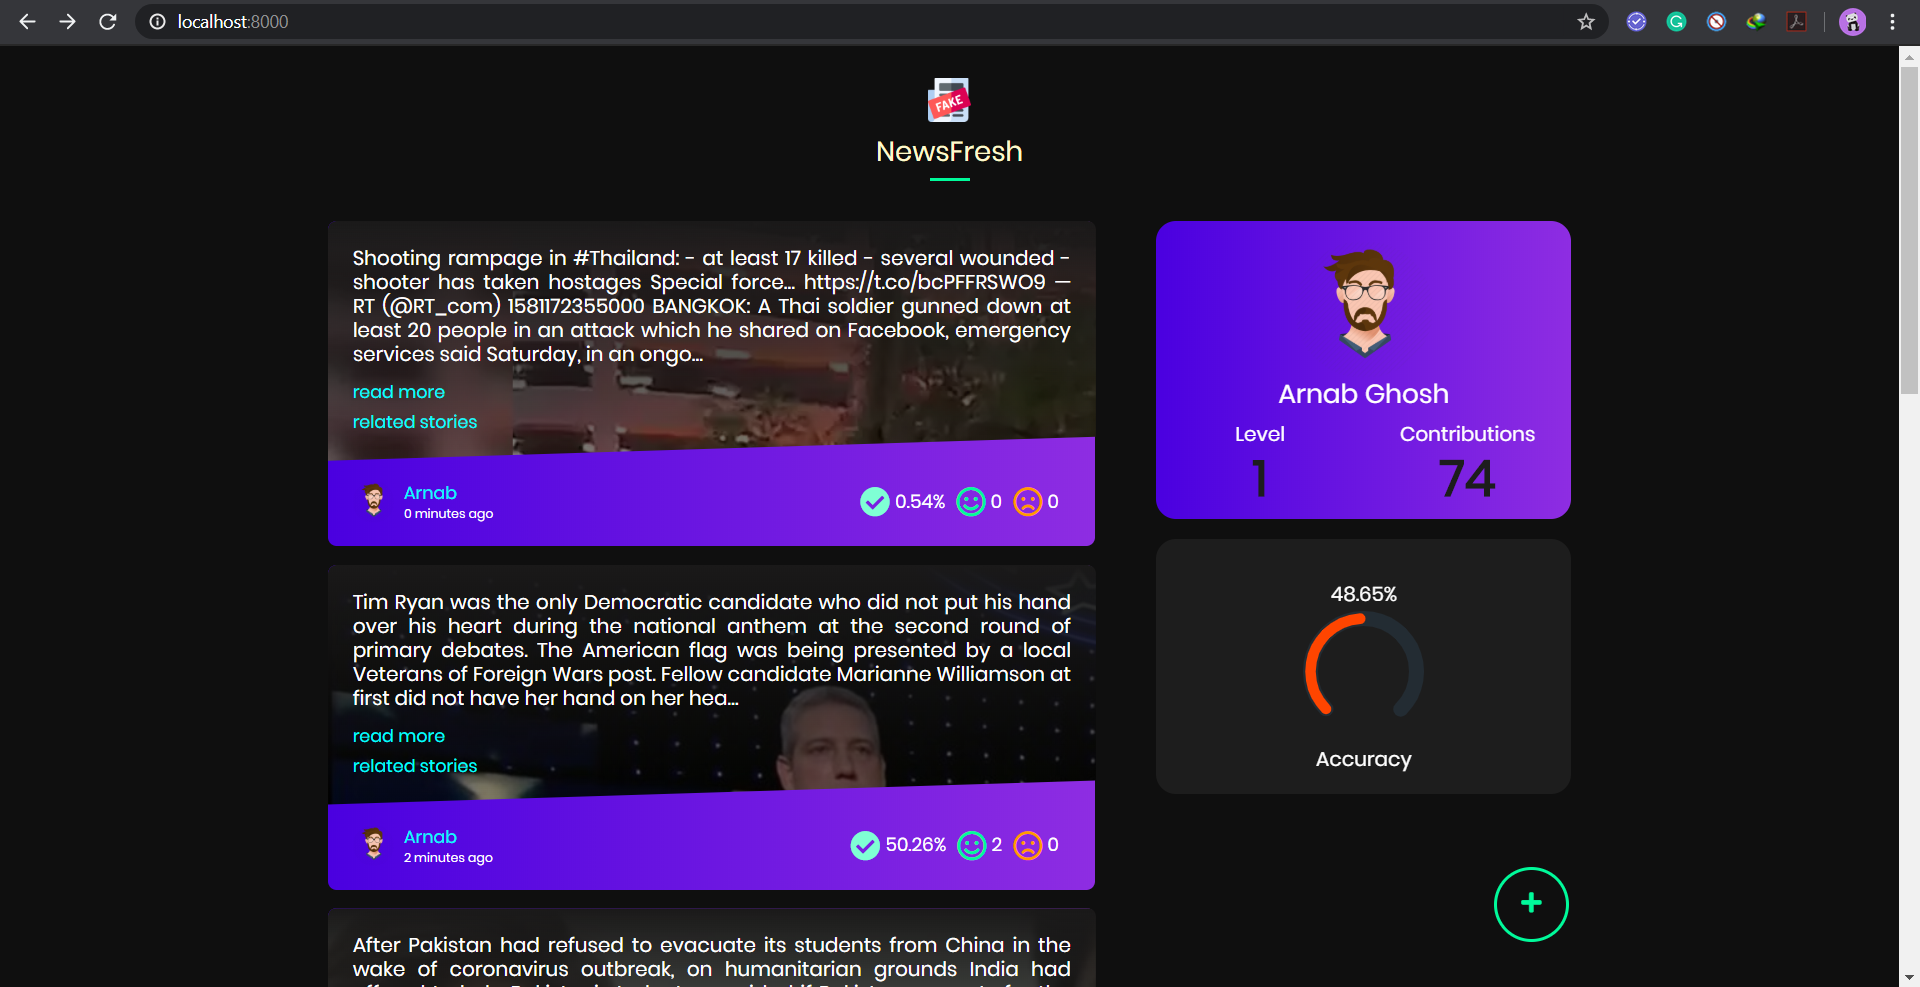 localhost:8000
FAKE
NewsFresh
Shooting rampage in #Thailand: - at least 17 killed - several wounded -
shooter has taken hostages Special force... https://t.co/bcPFFRSWO9 —
RT (@RT_com) 1581172355000 BANGKOK: A Thai soldier gunned down at
least 20 people in an attack which he shared on Facebook, emergency
services said Saturday, in an ongo...
read more
related stories
Arnab
0 minutes ago
0.54% 0 0
Tim Ryan was the only Democratic candidate who did not put his hand
over his heart during the national anthem at the second round of
primary debates. The American flag was being presented by a local
Veterans of Foreign Wars post. Fellow candidate Marianne Williamson at
first did not have her hand on her hea...
read more
related stories
Arnab
2 minutes ago
50.26% 2 0
After Pakistan had refused to evacuate its students from China in the
wake of coronavirus outbreak, on humanitarian grounds India had
Arnab Ghosh
Level Contributions
1 74
48.65%
Accuracy